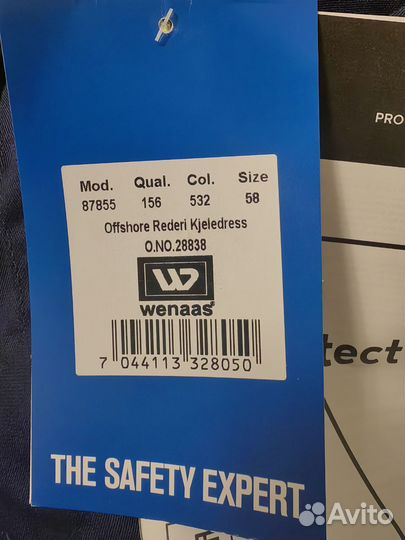 Mod. Qual. Col. Size
87855 156 532 58
Offshore Rederi Kjeledress
O.NO.28838
wenaas®
7 044113 328050
THE SAFETY EXPERT
PRO
tect
Avito